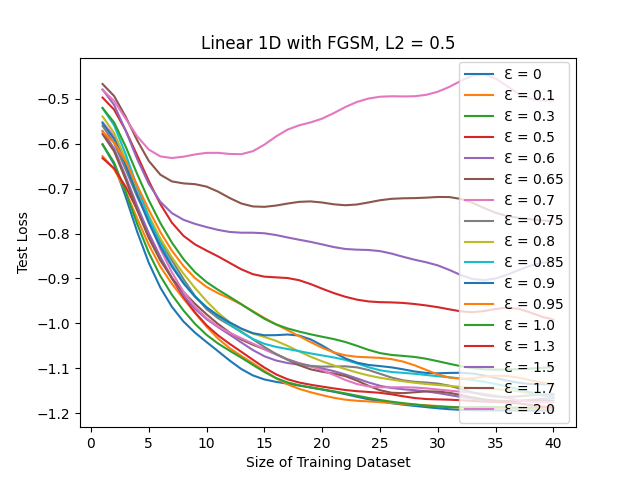 Linear 1D with FGSM, L2 = 0.5
Test Loss
−0.5
−0.6
−0.7
−0.8
−0.9
−1.0
−1.1
−1.2
0 5 10 15 20 25 30 35 40
Size of Training Dataset
Ɛ = 0
Ɛ = 0.1
Ɛ = 0.3
Ɛ = 0.5
Ɛ = 0.6
Ɛ = 0.65
Ɛ = 0.7
Ɛ = 0.75
Ɛ = 0.8
Ɛ = 0.85
Ɛ = 0.9
Ɛ = 0.95
Ɛ = 1.0
Ɛ = 1.3
Ɛ = 1.5
Ɛ = 1.7
Ɛ = 2.0